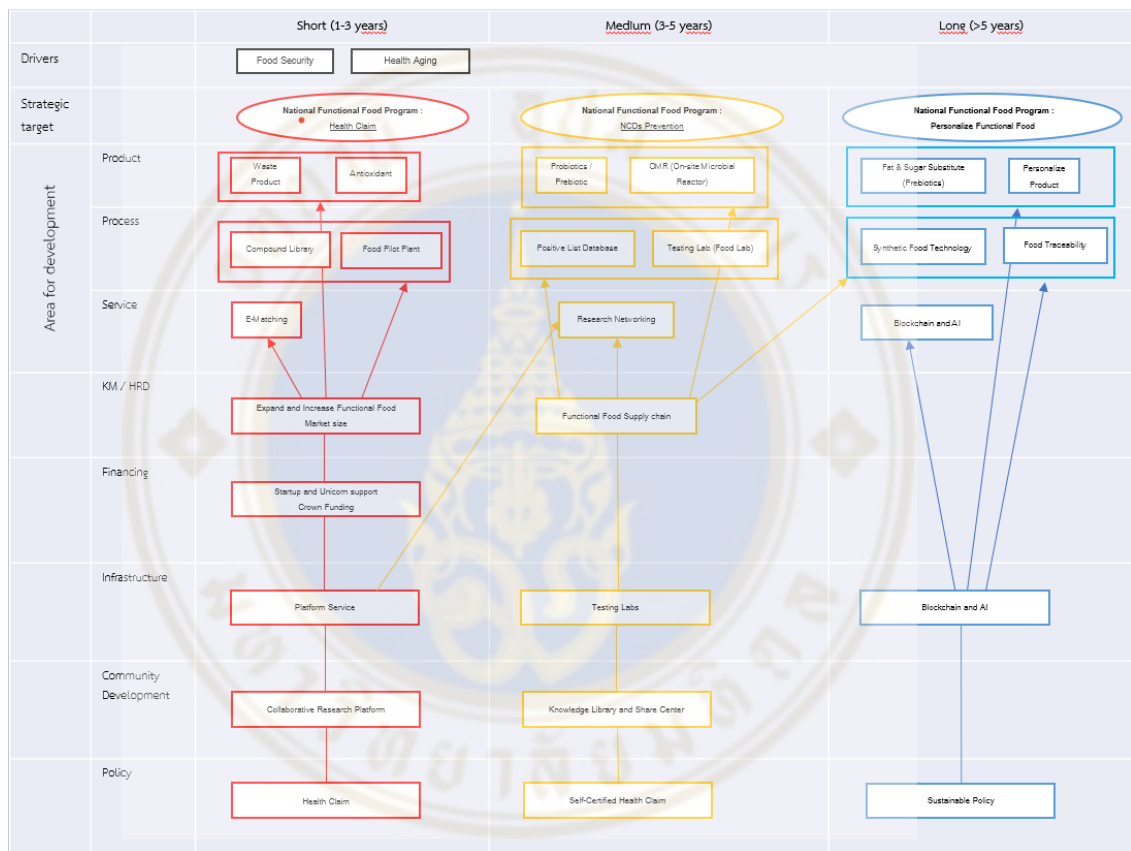 Short (1-3 years)
Medium (3-5 years)
Long (>5 years)
Drivers
Food Security
Health Aging
Strategic
target
National Functional Food Program :
Health Claim
National Functional Food Program :
NCDs Prevention
National Functional Food Program :
Personalize Functional Food
Area for development
Product
Waste
Product
Antioxidant
Probiotics /
Prebiotic
OMR (On-site Microbial
Reactor)
Fat & Sugar Substitute
(Prebiotics)
Personalize
Product
Process
Compound Library
Food Pilot Plant
Positive List Database
Testing Lab (Food Lab)
Synthetic Food Technology
Food Traceability
Service
E-Matching
Research Networking
Blockchain and AI
KM / HRD
Expand and Increase Functional Food
Market size
Functional Food Supply chain
Financing
Startup and Unicorn support
Crown Funding
Infrastructure
Platform Service
Testing Labs
Blockchain and AI
Community
Development
Collaborative Research Platform
Knowledge Library and Share Center
Policy
Health Claim
Self-Certified Health Claim
Sustainable Policy